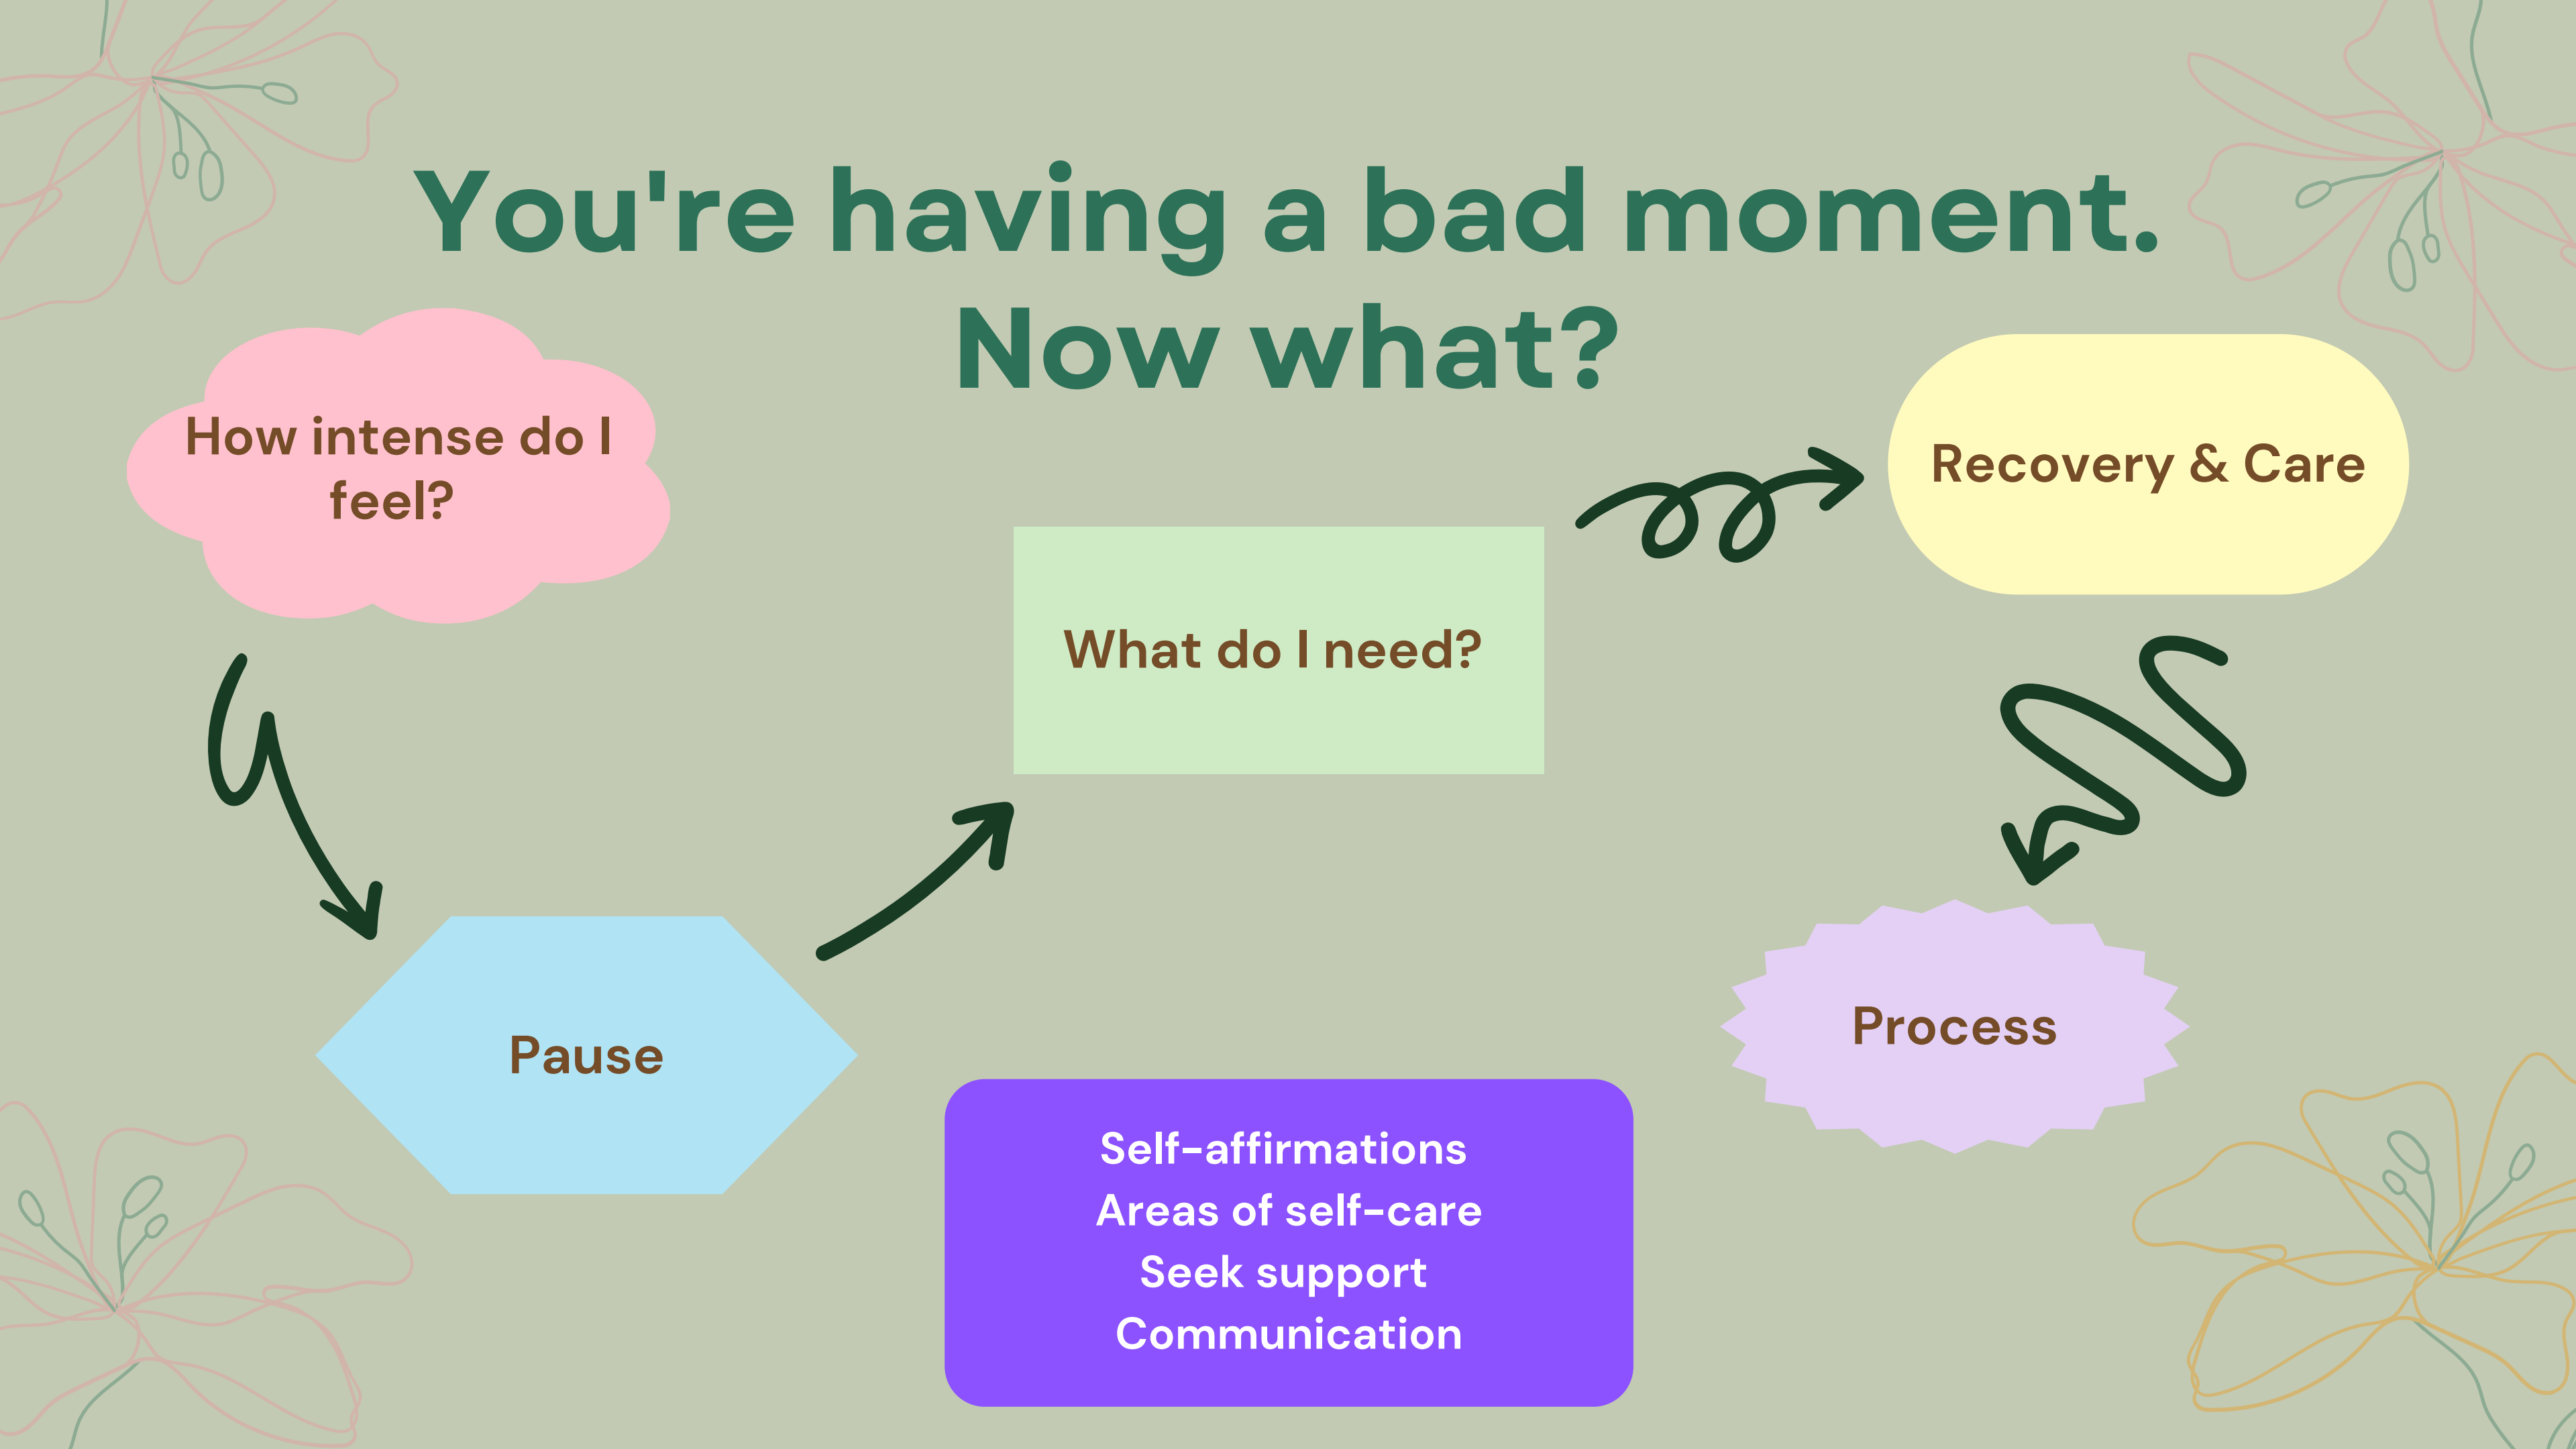 You're having a bad moment.
Now what?
How intense do I
feel?
Pause
What do I need?
Recovery & Care
Process
Self-affirmations
Areas of self-care
Seek support
Communication